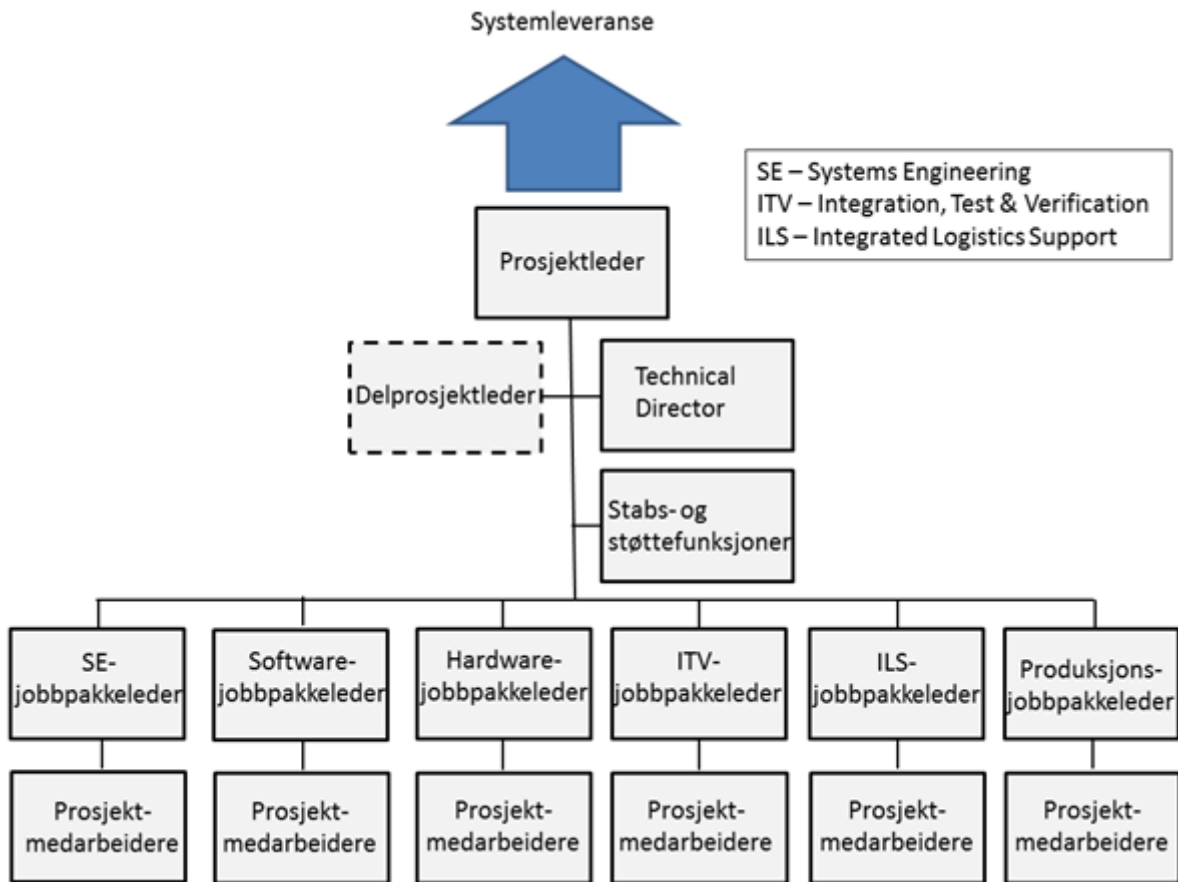 Systemleveranse
SE – Systems Engineering
ITV – Integration, Test & Verification
ILS – Integrated Logistics Support
Prosjektleder
Delprosjektleder
Technical
Director
Stabs- og
støttefunksjoner
SE-
jobbpakkeleder
Software-
jobbpakkeleder
Hardware-
jobbpakkeleder
ITV-
jobbpakkeleder
ILS-
jobbpakkeleder
Produksjons-
jobbpakkeleder
Prosjekt-
medarbeidere
Prosjekt-
medarbeidere
Prosjekt-
medarbeidere
Prosjekt-
medarbeidere
Prosjekt-
medarbeidere
Prosjekt-
medarbeidere